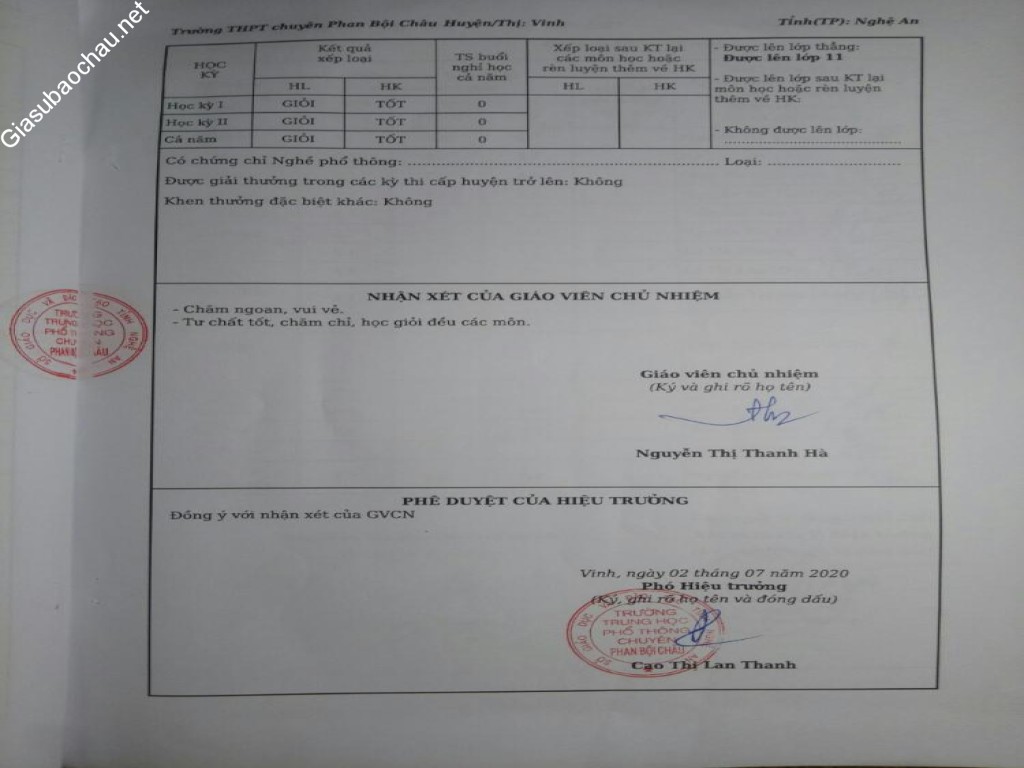 Giasubaochau.net
Trường THPT chuyên Phan Bội Châu Huyện/Thị: Vinh Tỉnh(TP): Nghệ An
HỌC KỲ
Kết quả xếp loại
TS buổi nghỉ học cả năm
Xếp loại sau KT lại các môn học hoặc rèn luyện thêm về HK
HL HK HL HK
Học kỳ I GIỎI TỐT 0
Học kỳ II GIỎI TỐT 0
Cả năm GIỎI TỐT 0
- Được lên lớp thẳng:
Được lên lớp 11
- Được lên lớp sau KT lại
môn học hoặc rèn luyện
thêm về HK:
- Không được lên lớp:
Có chứng chỉ Nghề phổ thông: Loại:
Được giải thưởng trong các kỳ thi cấp huyện trở lên: Không
Khen thưởng đặc biệt khác: Không
NHẬN XÉT CỦA GIÁO VIÊN CHỦ NHIỆM
- Chăm ngoan, vui vẻ.
- Tư chất tốt, chăm chỉ, học giỏi đều các môn.
Giáo viên chủ nhiệm
(Ký và ghi rõ họ tên)
Nguyễn Thị Thanh Hà
PHÊ DUYỆT CỦA HIỆU TRƯỞNG
Đồng ý với nhận xét của GVCN
Vinh, ngày 02 tháng 07 năm 2020
Phó Hiệu trưởng
(Ký, ghi rõ họ tên và đóng dấu)
TRƯỜNG
TRUNG HỌC
PHỔ THÔNG
CHUYÊN
PHAN BỘI CHÂU
Cao Thị Lan Thanh